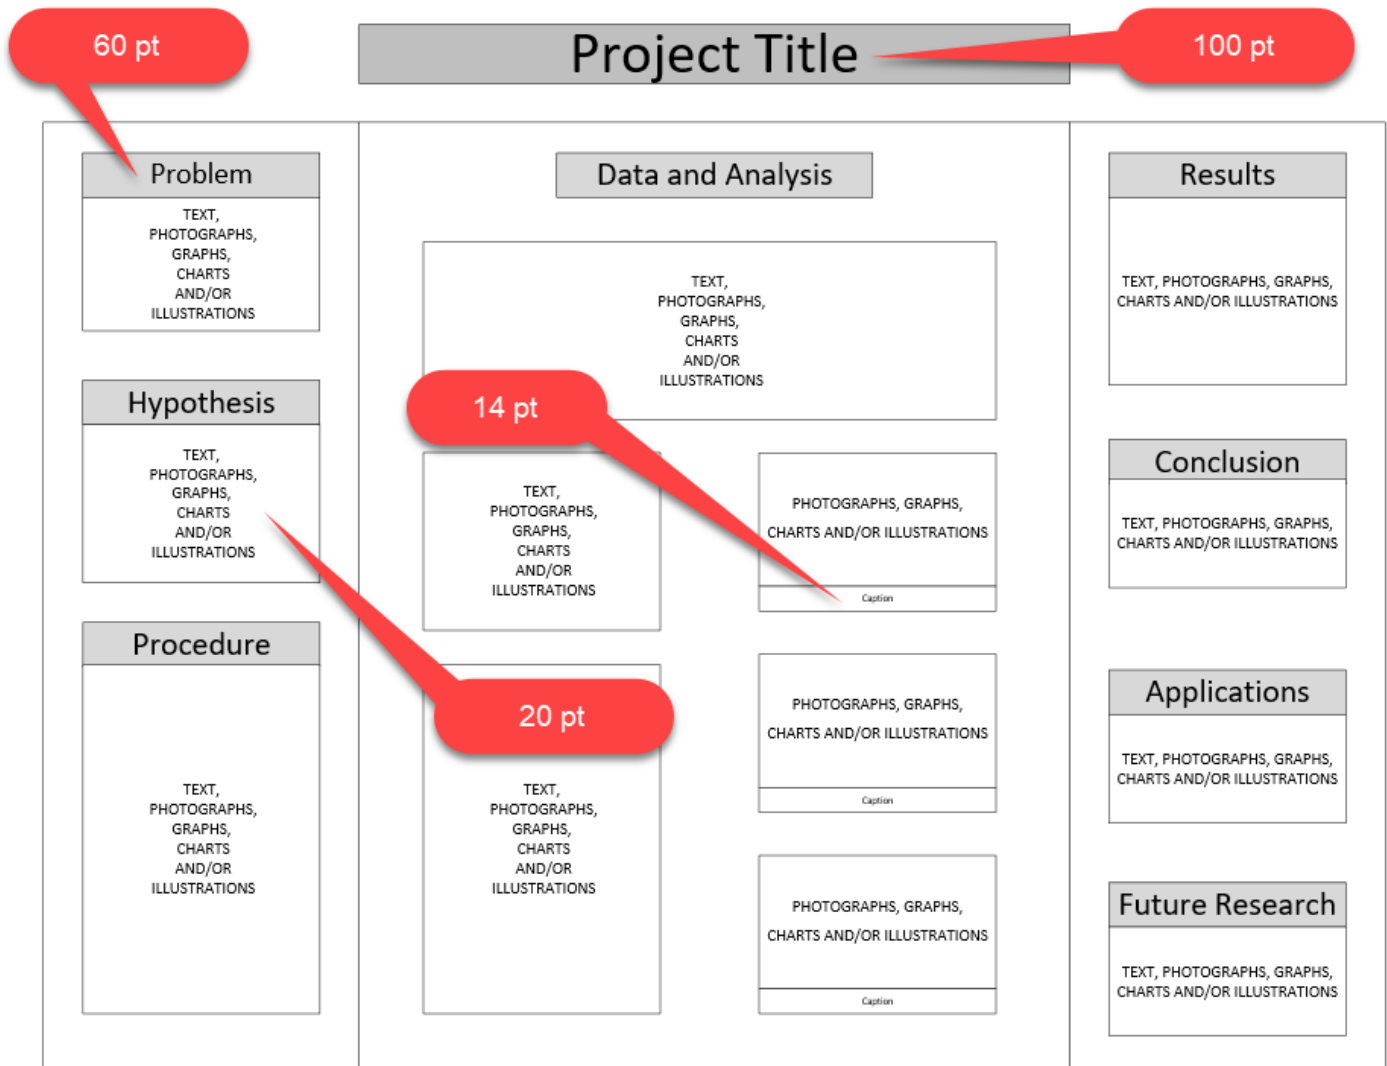 60 pt
Project Title
100 pt
Problem
TEXT,
PHOTOGRAPHS,
GRAPHS,
CHARTS
AND/OR
ILLUSTRATIONS
Hypothesis
TEXT,
PHOTOGRAPHS,
GRAPHS,
CHARTS
AND/OR
ILLUSTRATIONS
Procedure
TEXT,
PHOTOGRAPHS,
GRAPHS,
CHARTS
AND/OR
ILLUSTRATIONS
Data and Analysis
TEXT,
PHOTOGRAPHS,
GRAPHS,
CHARTS
AND/OR
ILLUSTRATIONS
14 pt
TEXT,
PHOTOGRAPHS,
GRAPHS,
CHARTS
AND/OR
ILLUSTRATIONS
20 pt
TEXT,
PHOTOGRAPHS,
GRAPHS,
CHARTS
AND/OR
ILLUSTRATIONS
PHOTOGRAPHS, GRAPHS,
CHARTS AND/OR ILLUSTRATIONS
Caption
PHOTOGRAPHS, GRAPHS,
CHARTS AND/OR ILLUSTRATIONS
Caption
PHOTOGRAPHS, GRAPHS,
CHARTS AND/OR ILLUSTRATIONS
Caption
Results
TEXT, PHOTOGRAPHS, GRAPHS,
CHARTS AND/OR ILLUSTRATIONS
Conclusion
TEXT, PHOTOGRAPHS, GRAPHS,
CHARTS AND/OR ILLUSTRATIONS
Applications
TEXT, PHOTOGRAPHS, GRAPHS,
CHARTS AND/OR ILLUSTRATIONS
Future Research
TEXT, PHOTOGRAPHS, GRAPHS,
CHARTS AND/OR ILLUSTRATIONS